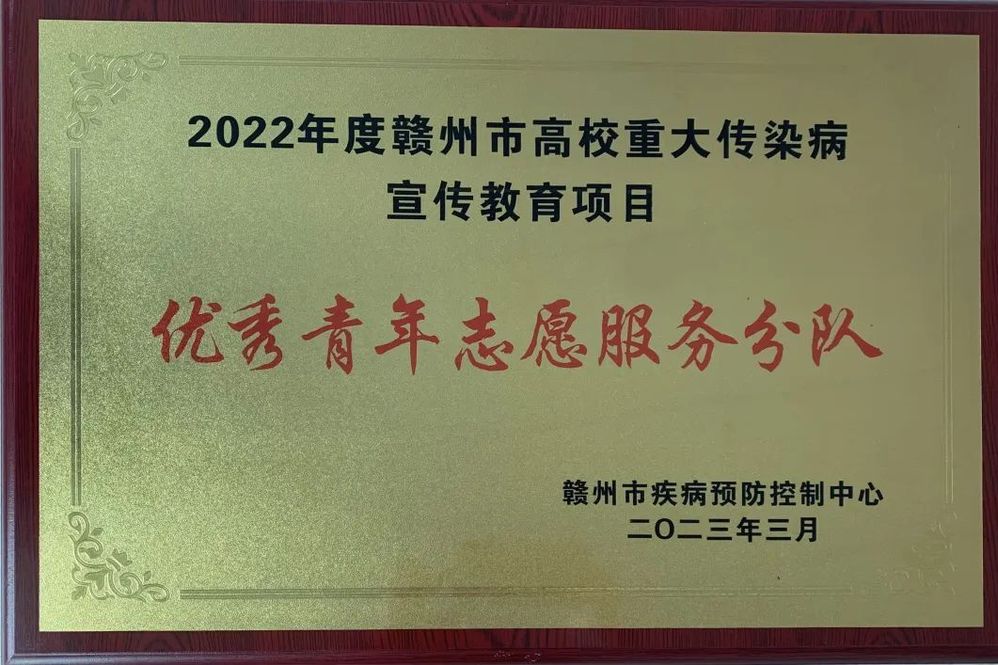 2022年度赣州市高校重大传染病
宣传教育项目
优秀青年志愿服务分队
赣州市疾病预防控制中心
二〇二三年三月